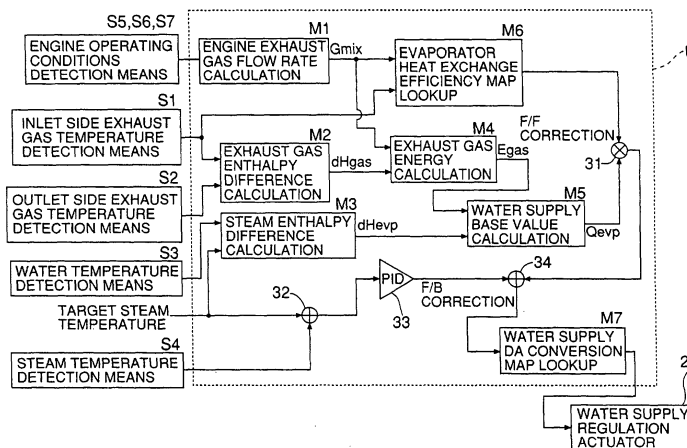 S5,S6,S7
ENGINE OPERATING
CONDITIONS
DETECTION MEANS
M1
ENGINE EXHAUST
GAS FLOW RATE
CALCULATION
Gmix
M6
EVAPORATOR
HEAT EXCHANGE
EFFICIENCY MAP
LOOKUP
S1
INLET SIDE EXHAUST
GAS TEMPERATURE
DETECTION MEANS
M2
EXHAUST GAS
ENTHALPY
DIFFERENCE
CALCULATION
dHgas
M4
EXHAUST GAS
ENERGY
CALCULATION
Egas
F/F
CORRECTION
31
S2
OUTLET SIDE EXHAUST
GAS TEMPERATURE
DETECTION MEANS
M3
STEAM ENTHALPY
DIFFERENCE
CALCULATION
dHevp
M5
WATER SUPPLY
BASE VALUE
CALCULATION
Qevp
S3
WATER TEMPERATURE
DETECTION MEANS
TARGET STEAM
TEMPERATURE
32
PID
33
F/B
CORRECTION
34
S4
STEAM TEMPERATURE
DETECTION MEANS
M7
WATER SUPPLY
DA CONVERSION
MAP LOOKUP
2
WATER SUPPLY
REGULATION
ACTUATOR